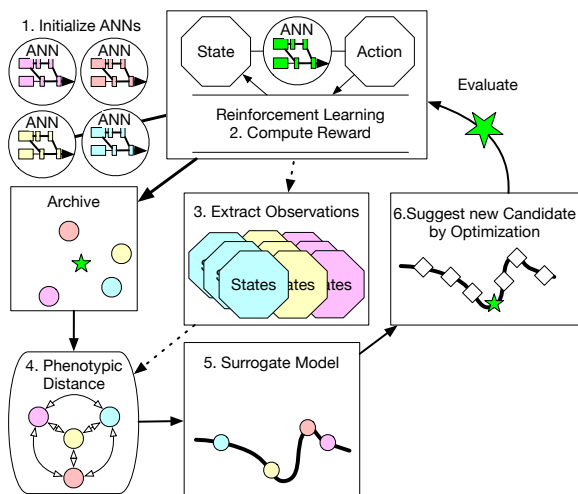 1. Initialize ANNs
ANN
ANN
ANN
ANN
State
ANN
Action
Reinforcement Learning
2. Compute Reward
Evaluate
Archive
3. Extract Observations
States
ates
tes
6.Suggest new Candidate
by Optimization
4. Phenotypic
Distance
5. Surrogate Model